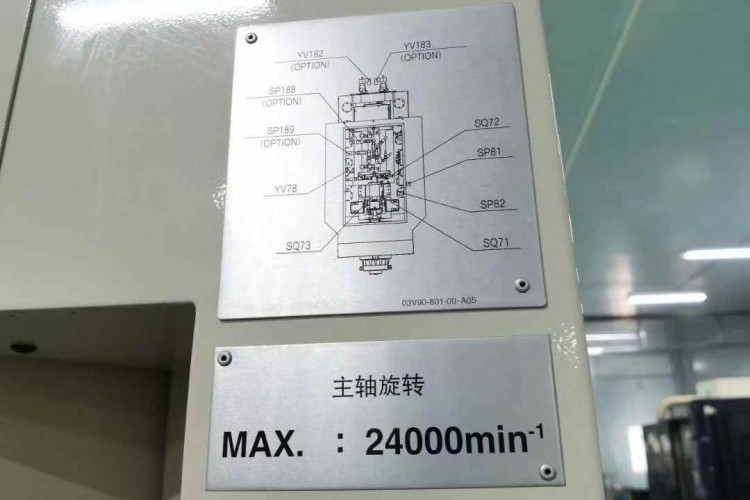 YV182
(OPTION)
YV183
(OPTION)
SP188
(OPTION)
SP189
(OPTION)
YV78
SQ73
SQ72
SP81
SP82
SQ71
03V90-801-00-A05
主轴旋转
MAX. : 24000min-1